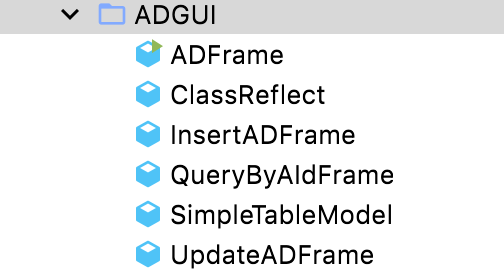 ADGUI
ADFrame
ClassReflect
InsertADFrame
QueryByAIdFrame
SimpleTableModel
UpdateADFrame